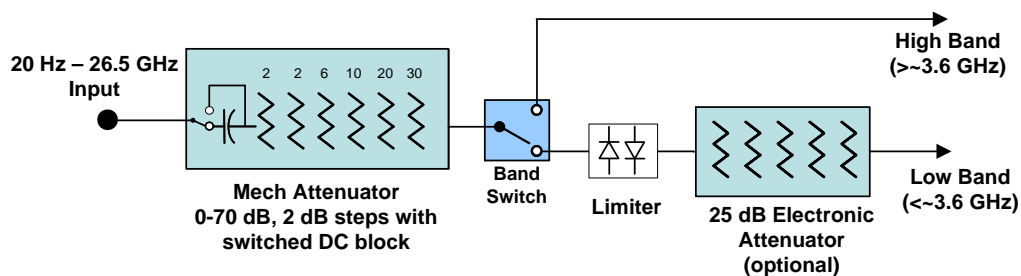 20 Hz – 26.5 GHz
Input
2 2 6 10 20 30
Mech Attenuator
0-70 dB, 2 dB steps with
switched DC block
Band
Switch
Limiter
25 dB Electronic
Attenuator
(optional)
High Band
(>~3.6 GHz)
Low Band
(<~3.6 GHz)